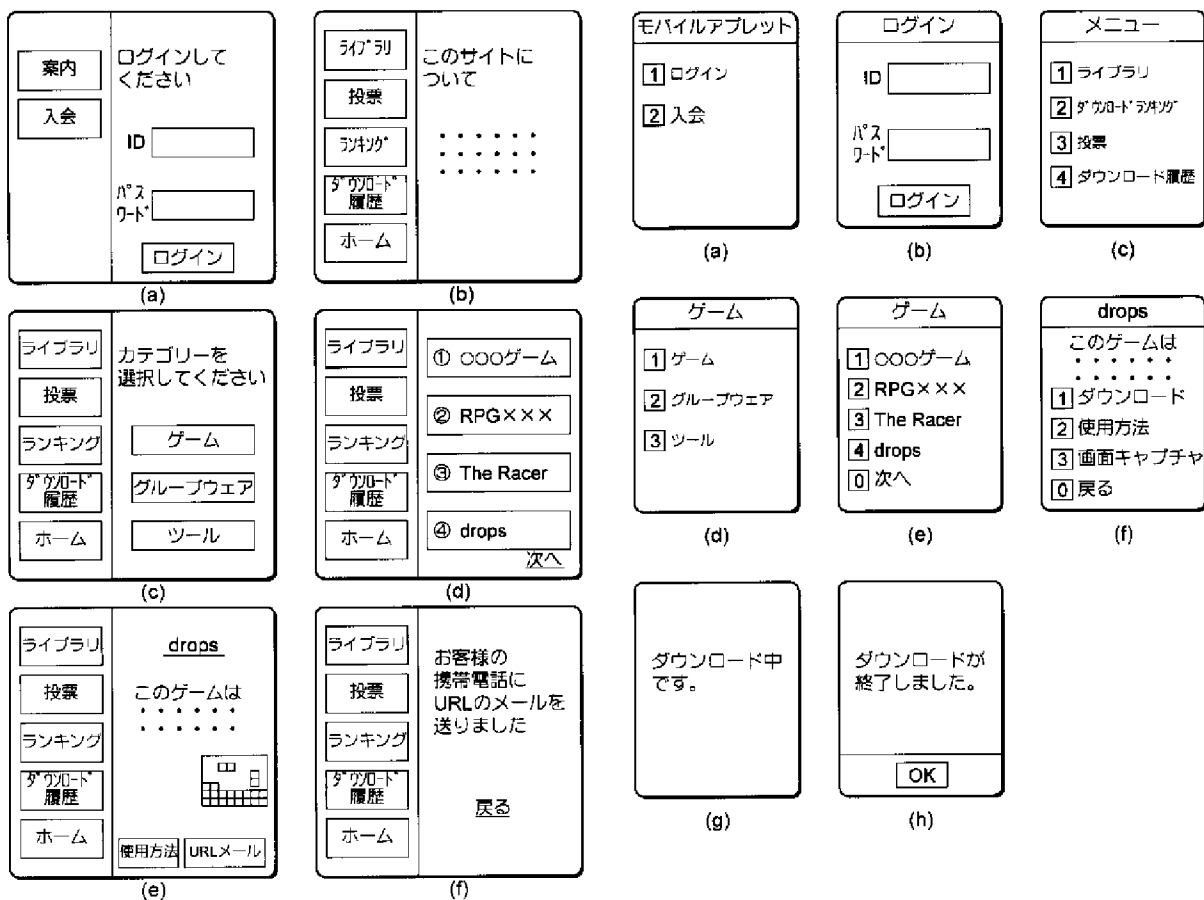 案内
入会
ログインして
ください
ID
パス
ワード
ログイン
(a)
ライブラリ
投票
ランキング
ダウンロード
履歴
ホーム
このサイトに
ついて
(b)
ライブラリ
投票
ランキング
ダウンロード
履歴
ホーム
カテゴリーを
選択してください
ゲーム
グループウェア
ツール
(c)
ライブラリ
投票
ランキング
ダウンロード
履歴
ホーム
① ○○○ゲーム
② RPG×××
③ The Racer
④ drops
次へ
(d)
ライブラリ
投票
ランキング
ダウンロード
履歴
ホーム
drops
このゲームは
使用方法 URLメール
(e)
ライブラリ
投票
ランキング
ダウンロード
履歴
ホーム
お客様の
携帯電話に
URLのメールを
送りました
戻る
(f)
モバイルアプレット
1 ログイン
2 入会
(a)
ログイン
ID
パス
ワード
ログイン
(b)
メニュー
1 ライブラリ
2 ダウンロードランキング
3 投票
4 ダウンロード履歴
(c)
ゲーム
1 ゲーム
2 グループウェア
3 ツール
(d)
ゲーム
1 ○○○ゲーム
2 RPG×××
3 The Racer
4 drops
0 次へ
(e)
drops
このゲームは
1 ダウンロード
2 使用方法
3 画面キャプチャ
0 戻る
(f)
ダウンロード中
です。
(g)
ダウンロードが
終了しました。
OK
(h)